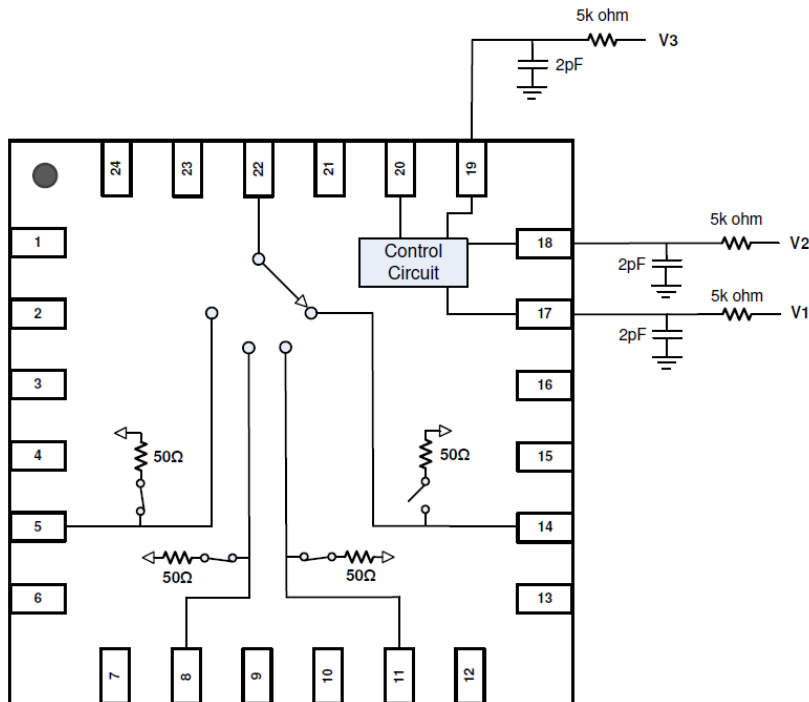 5k ohm
V3
2pF
24
23
22
21
20
19
1
Control
Circuit
18
5k ohm
V2
2pF
2
17
5k ohm
V1
2pF
3
16
4
50Ω
50Ω
15
5
14
6
50Ω
50Ω
13
7
8
9
10
11
12